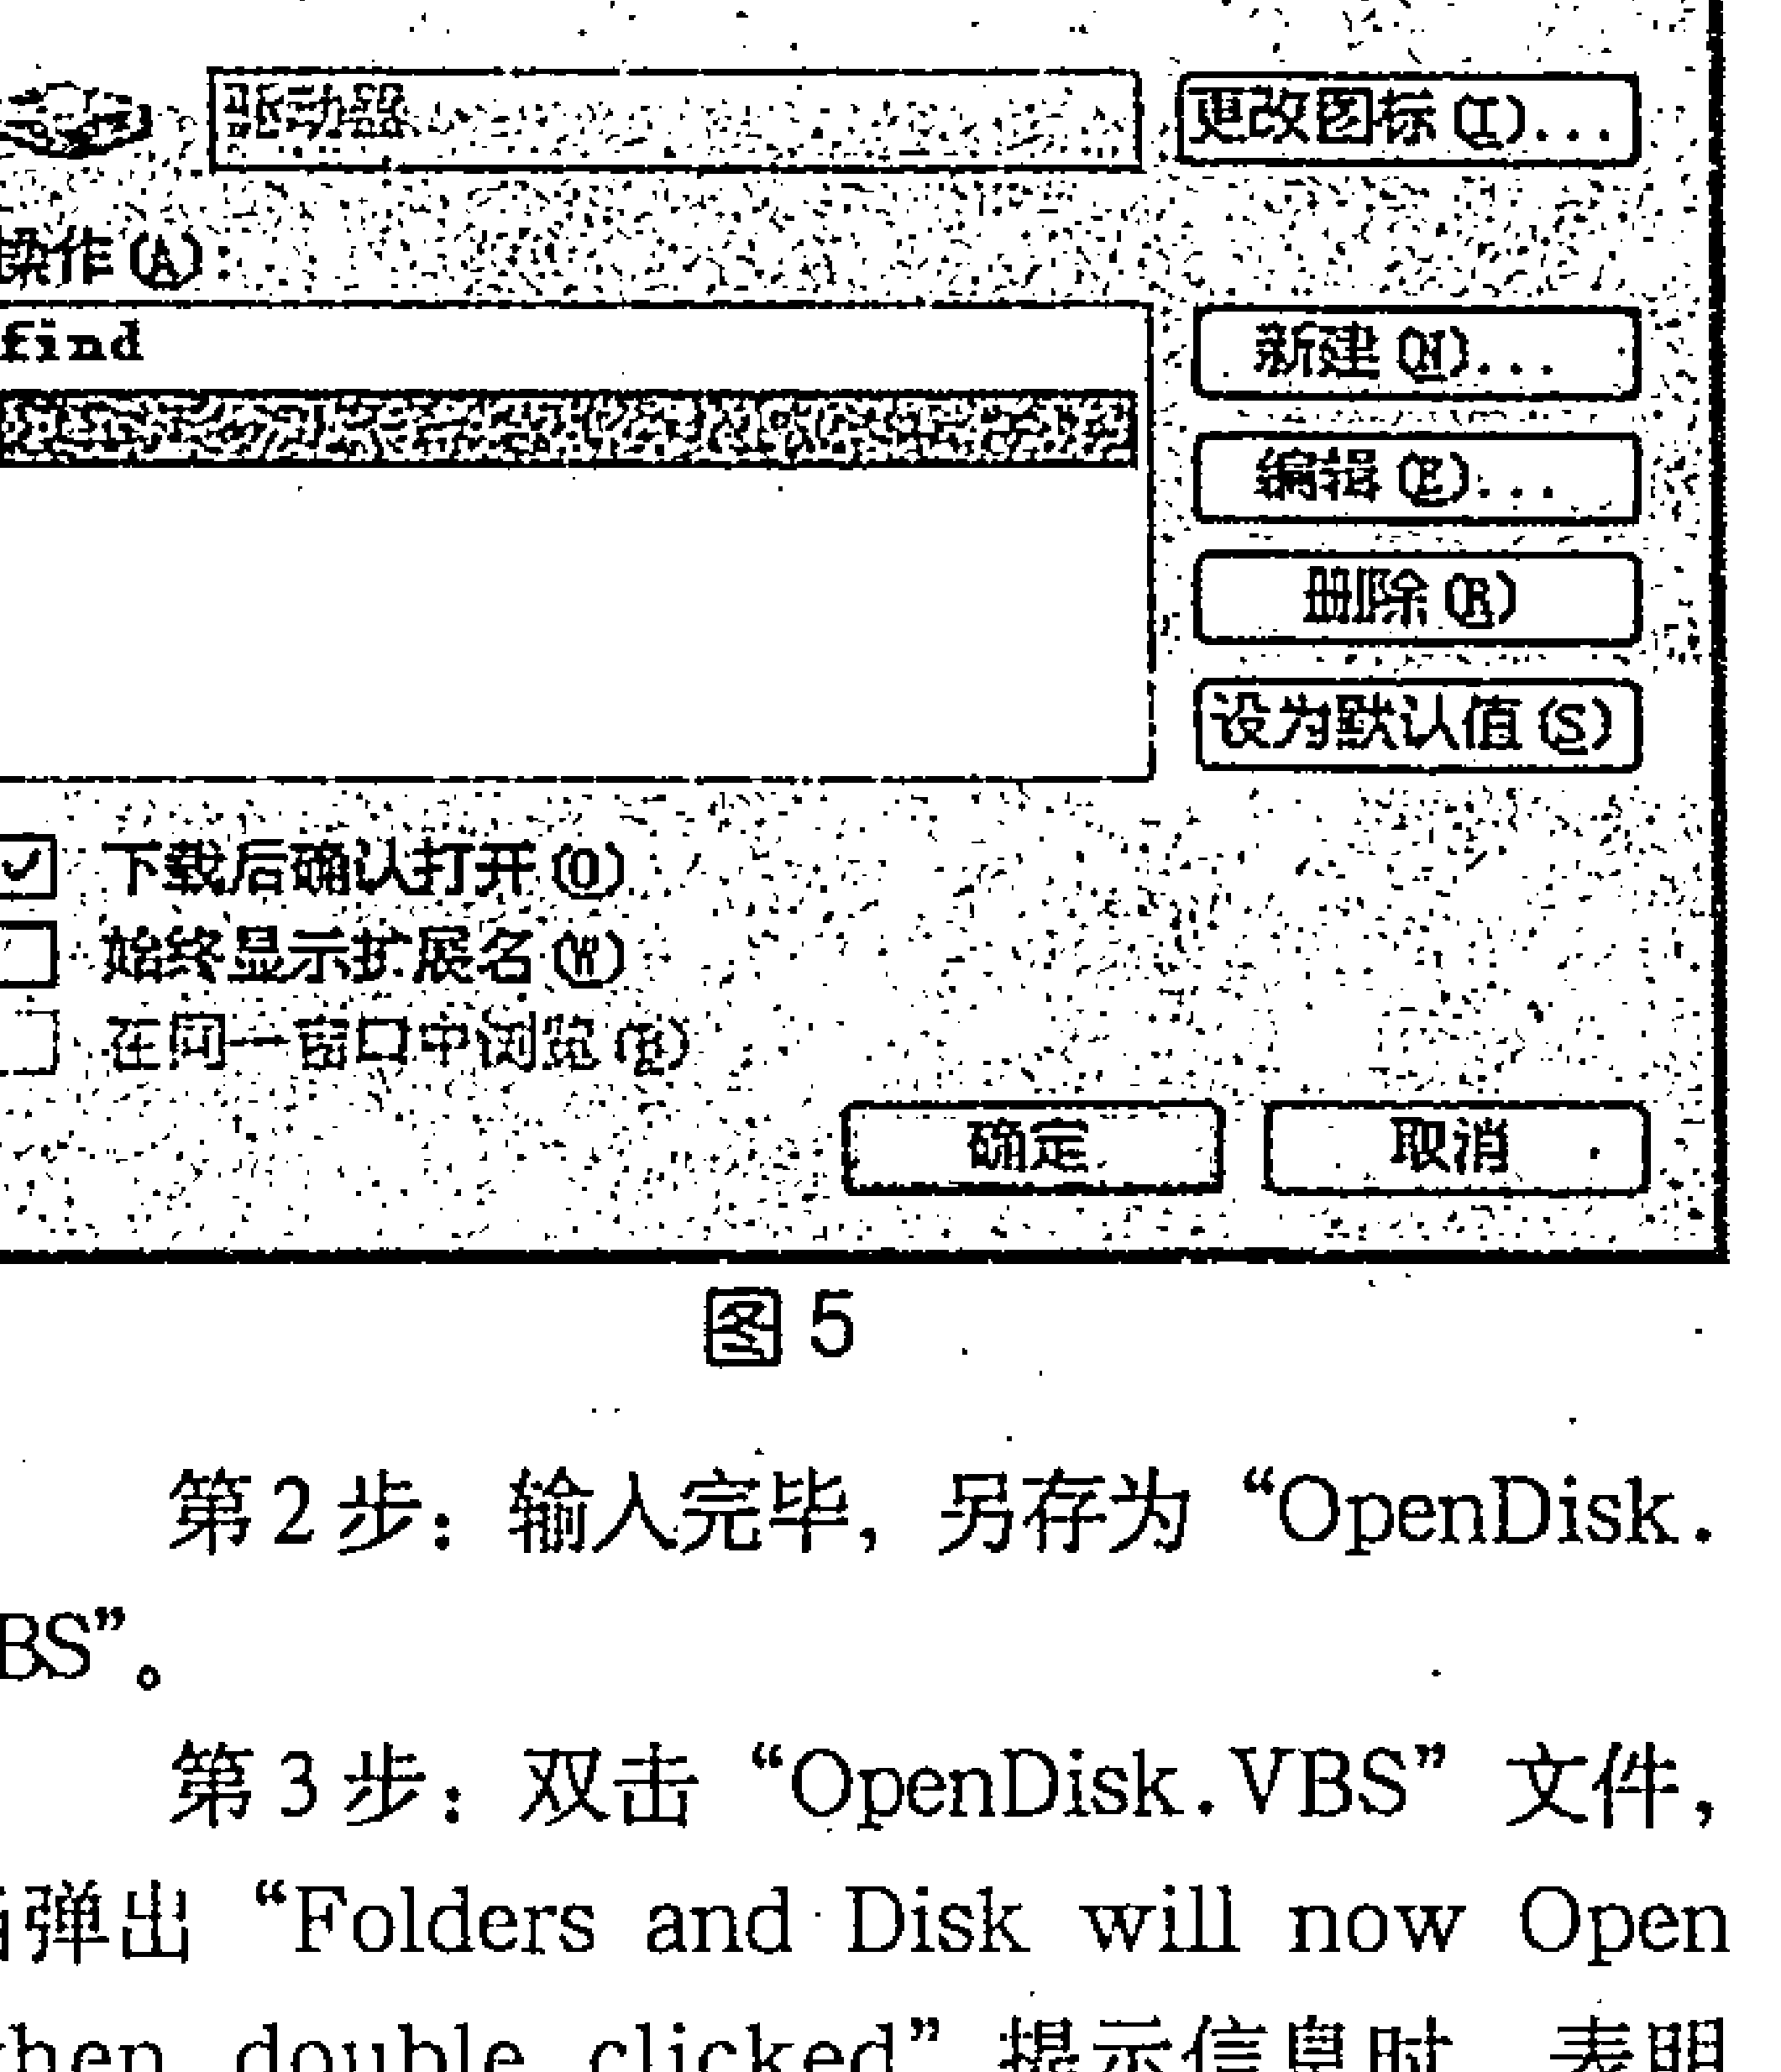 驱动器
更改图标(I)...
操作(A):
find
新建(N)...
编辑(E)...
删除(R)
设为默认值(S)
下载后确认打开(O)
始终显示扩展名(W)
在同一窗口中浏览(B)
确定
取消
图5
第2步：输入完毕，另存为“OpenDisk.
BS”。
第3步：双击“OpenDisk.VBS”文件，
弹出“Folders and Disk will now Open
when double clicked”提示信息时，表明